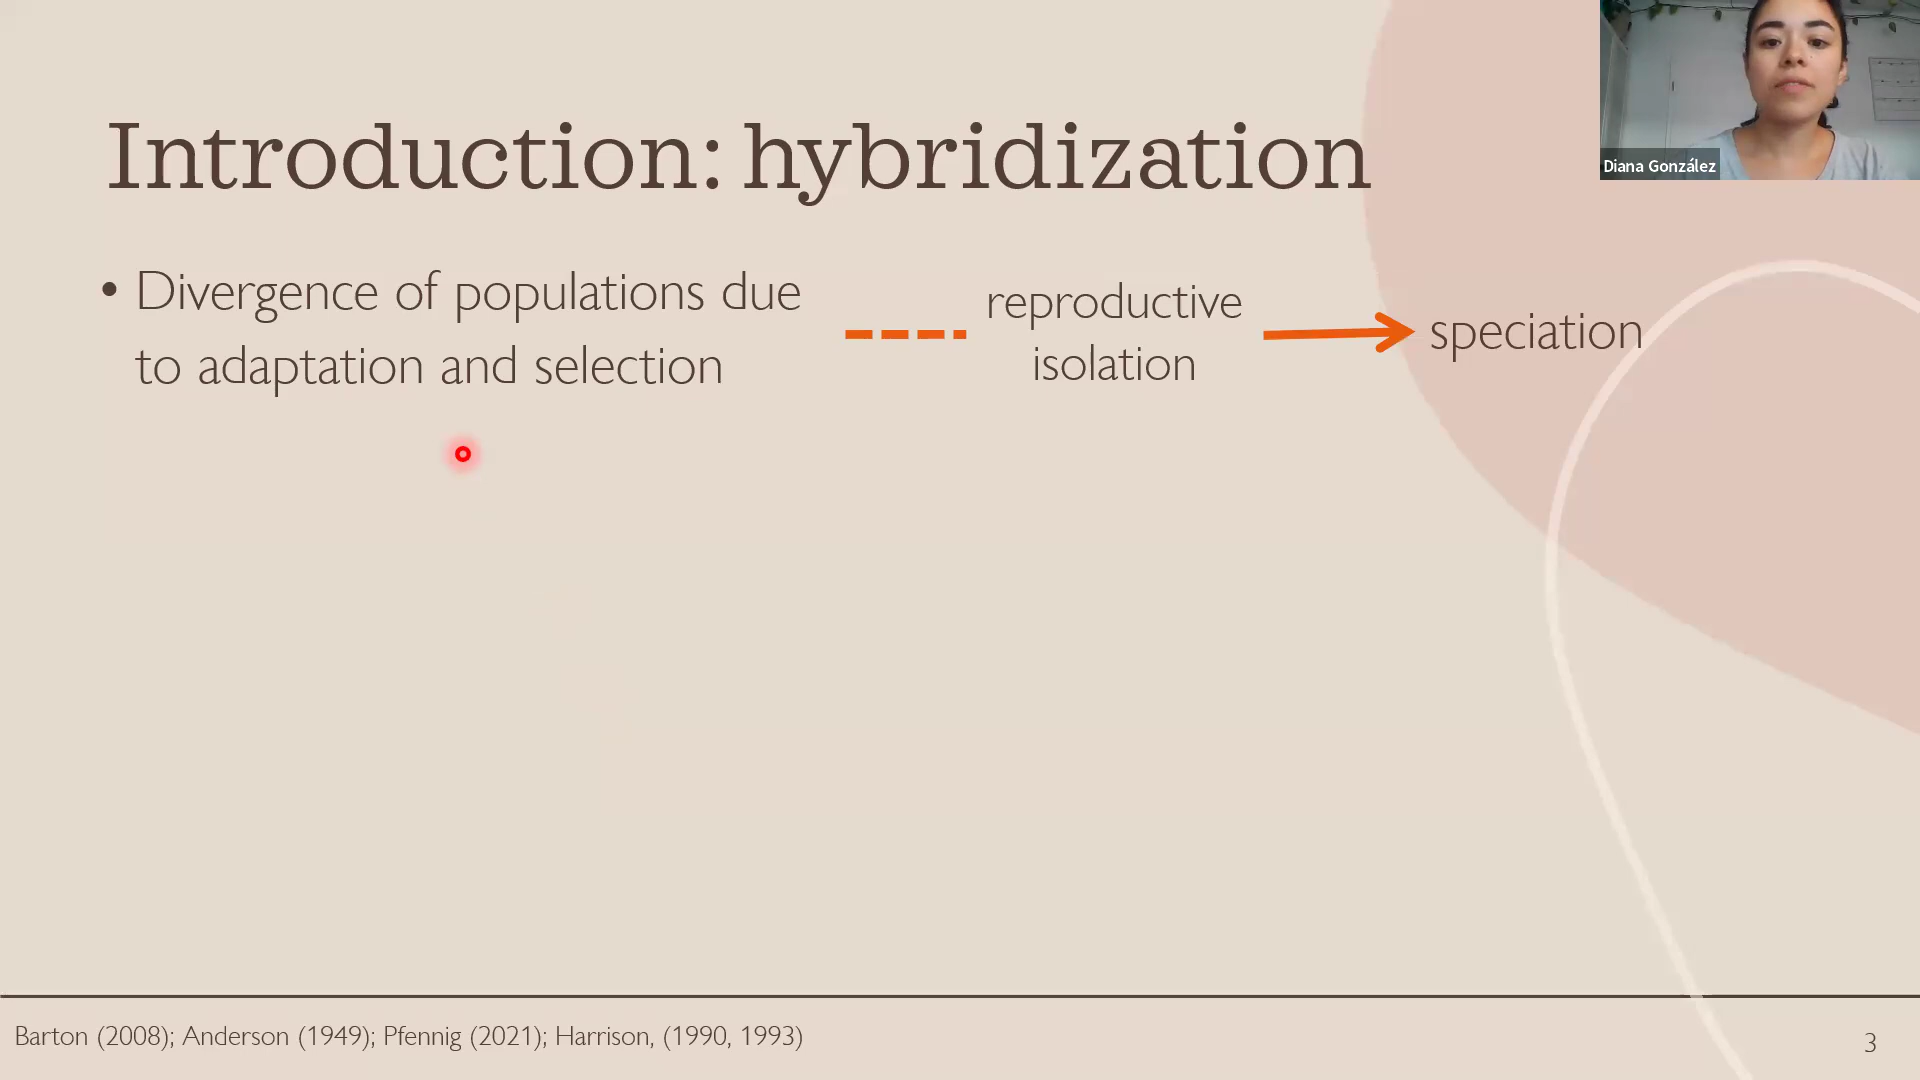 Introduction: hybridization
Diana González
• Divergence of populations due
to adaptation and selection
reproductive
isolation
speciation
Barton (2008); Anderson (1949); Pfennig (2021); Harrison, (1990, 1993)
3